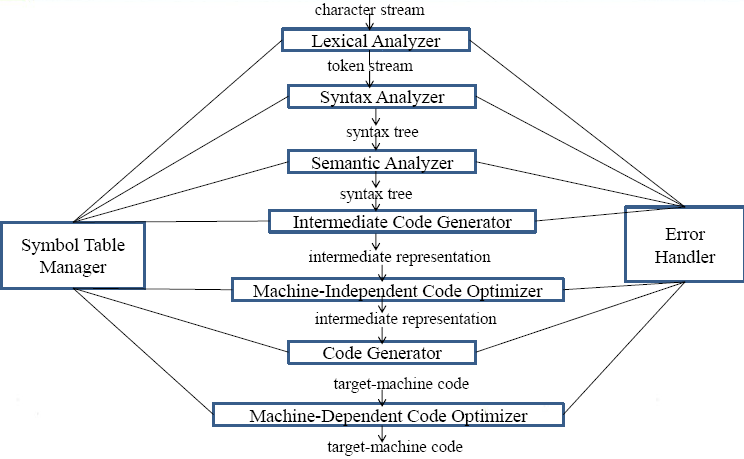 character stream
Lexical Analyzer
token stream
Syntax Analyzer
syntax tree
Semantic Analyzer
syntax tree
Intermediate Code Generator
Symbol Table
Manager
Error
Handler
intermediate representation
Machine-Independent Code Optimizer
intermediate representation
Code Generator
target-machine code
Machine-Dependent Code Optimizer
target-machine code